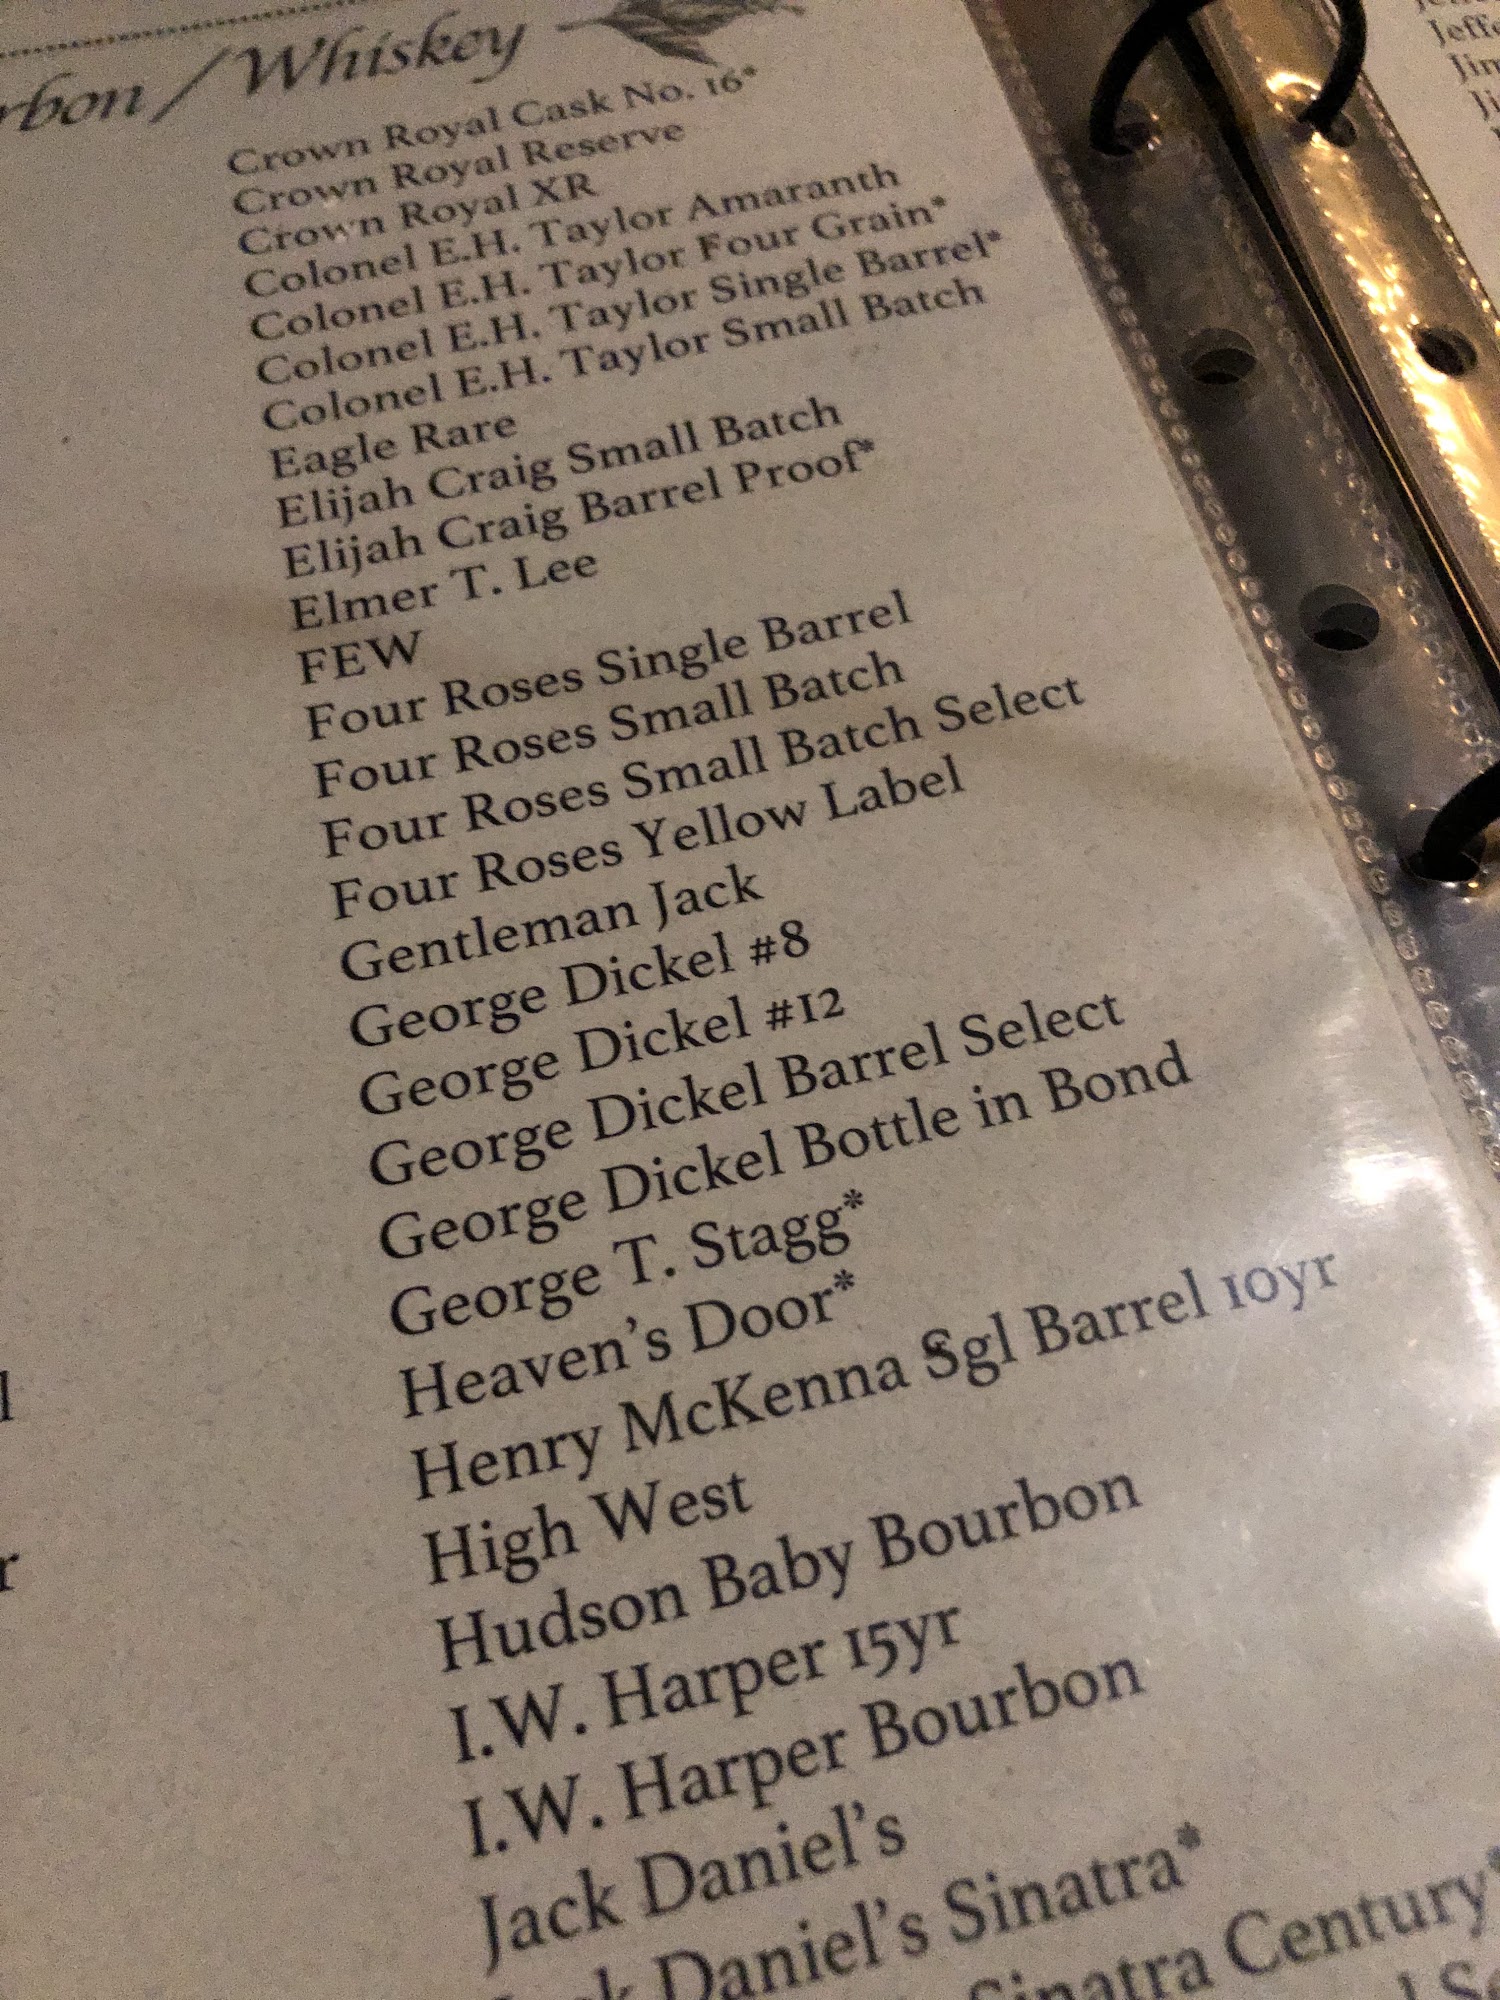 /Whiskey
Crown Royal Cask No. 16*
Crown Royal Reserve
Crown Royal XR
Colonel E.H. Taylor Amaranth
Colonel E.H. Taylor Four Grain*
Colonel E.H. Taylor Single Barrel*
Colonel E.H. Taylor Small Batch
Eagle Rare
Elijah Craig Small Batch
Elijah Craig Barrel Proof*
Elmer T. Lee
FEW
Four Roses Single Barrel
Four Roses Small Batch
Four Roses Small Batch Select
Four Roses Yellow Label
Gentleman Jack
George Dickel #8
George Dickel #12
George Dickel Barrel Select
George Dickel Bottle in Bond
George T. Stagg*
Heaven's Door*
Henry McKenna Sgl Barrel 10yr
High West
Hudson Baby Bourbon
I.W. Harper 15yr
I.W. Harper Bourbon
Jack Daniel's
Daniel's Sinatra*
Sinatra Century*